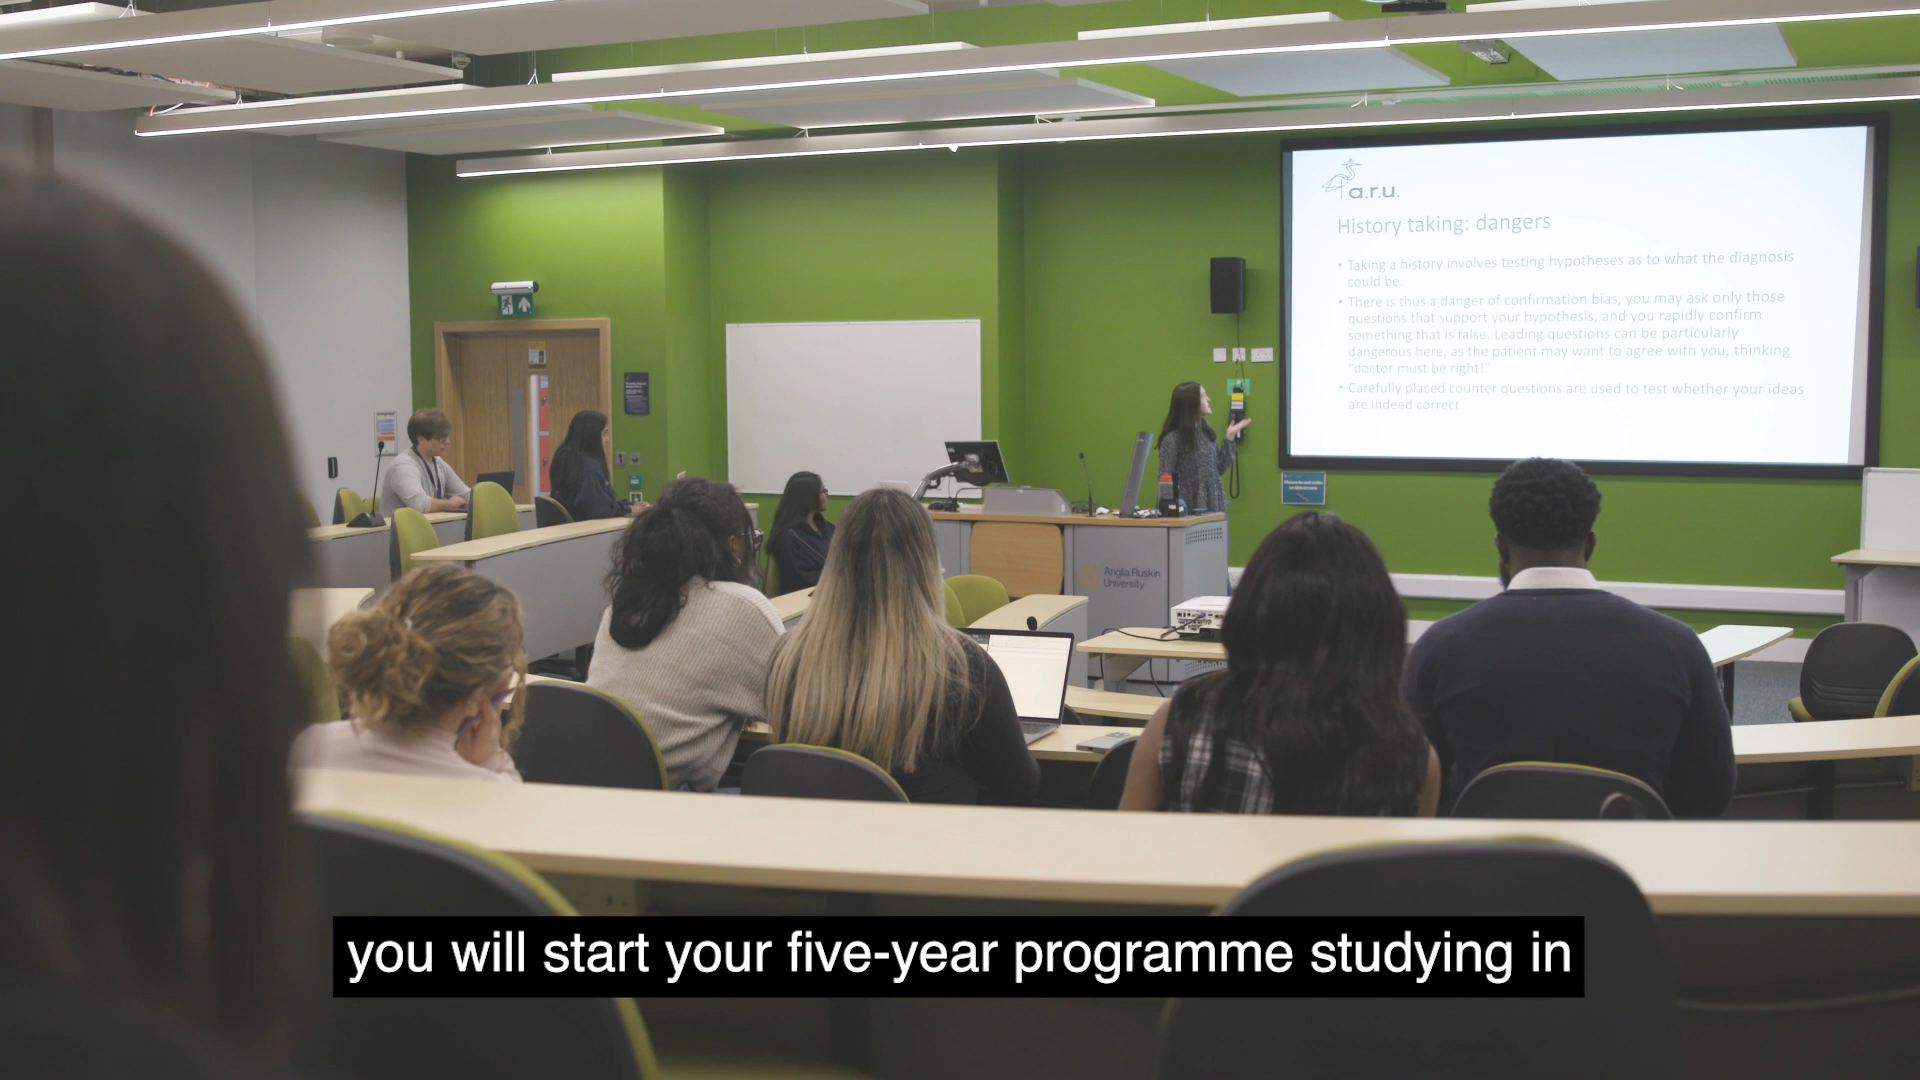 a.r.u.
History taking: dangers
• Taking a history involves testing hypotheses as to what the diagnosis
could be.
• There is thus a danger of confirmation bias, you may ask only those
questions that support your hypothesis, and you rapidly confirm
something that is false. Leading questions can be particularly
dangerous here, as the patient may want to agree with you, thinking
"doctor must be right!"
• Carefully placed counter questions are used to test whether your ideas
are indeed correct
Anglia Ruskin
University
you will start your five-year programme studying in